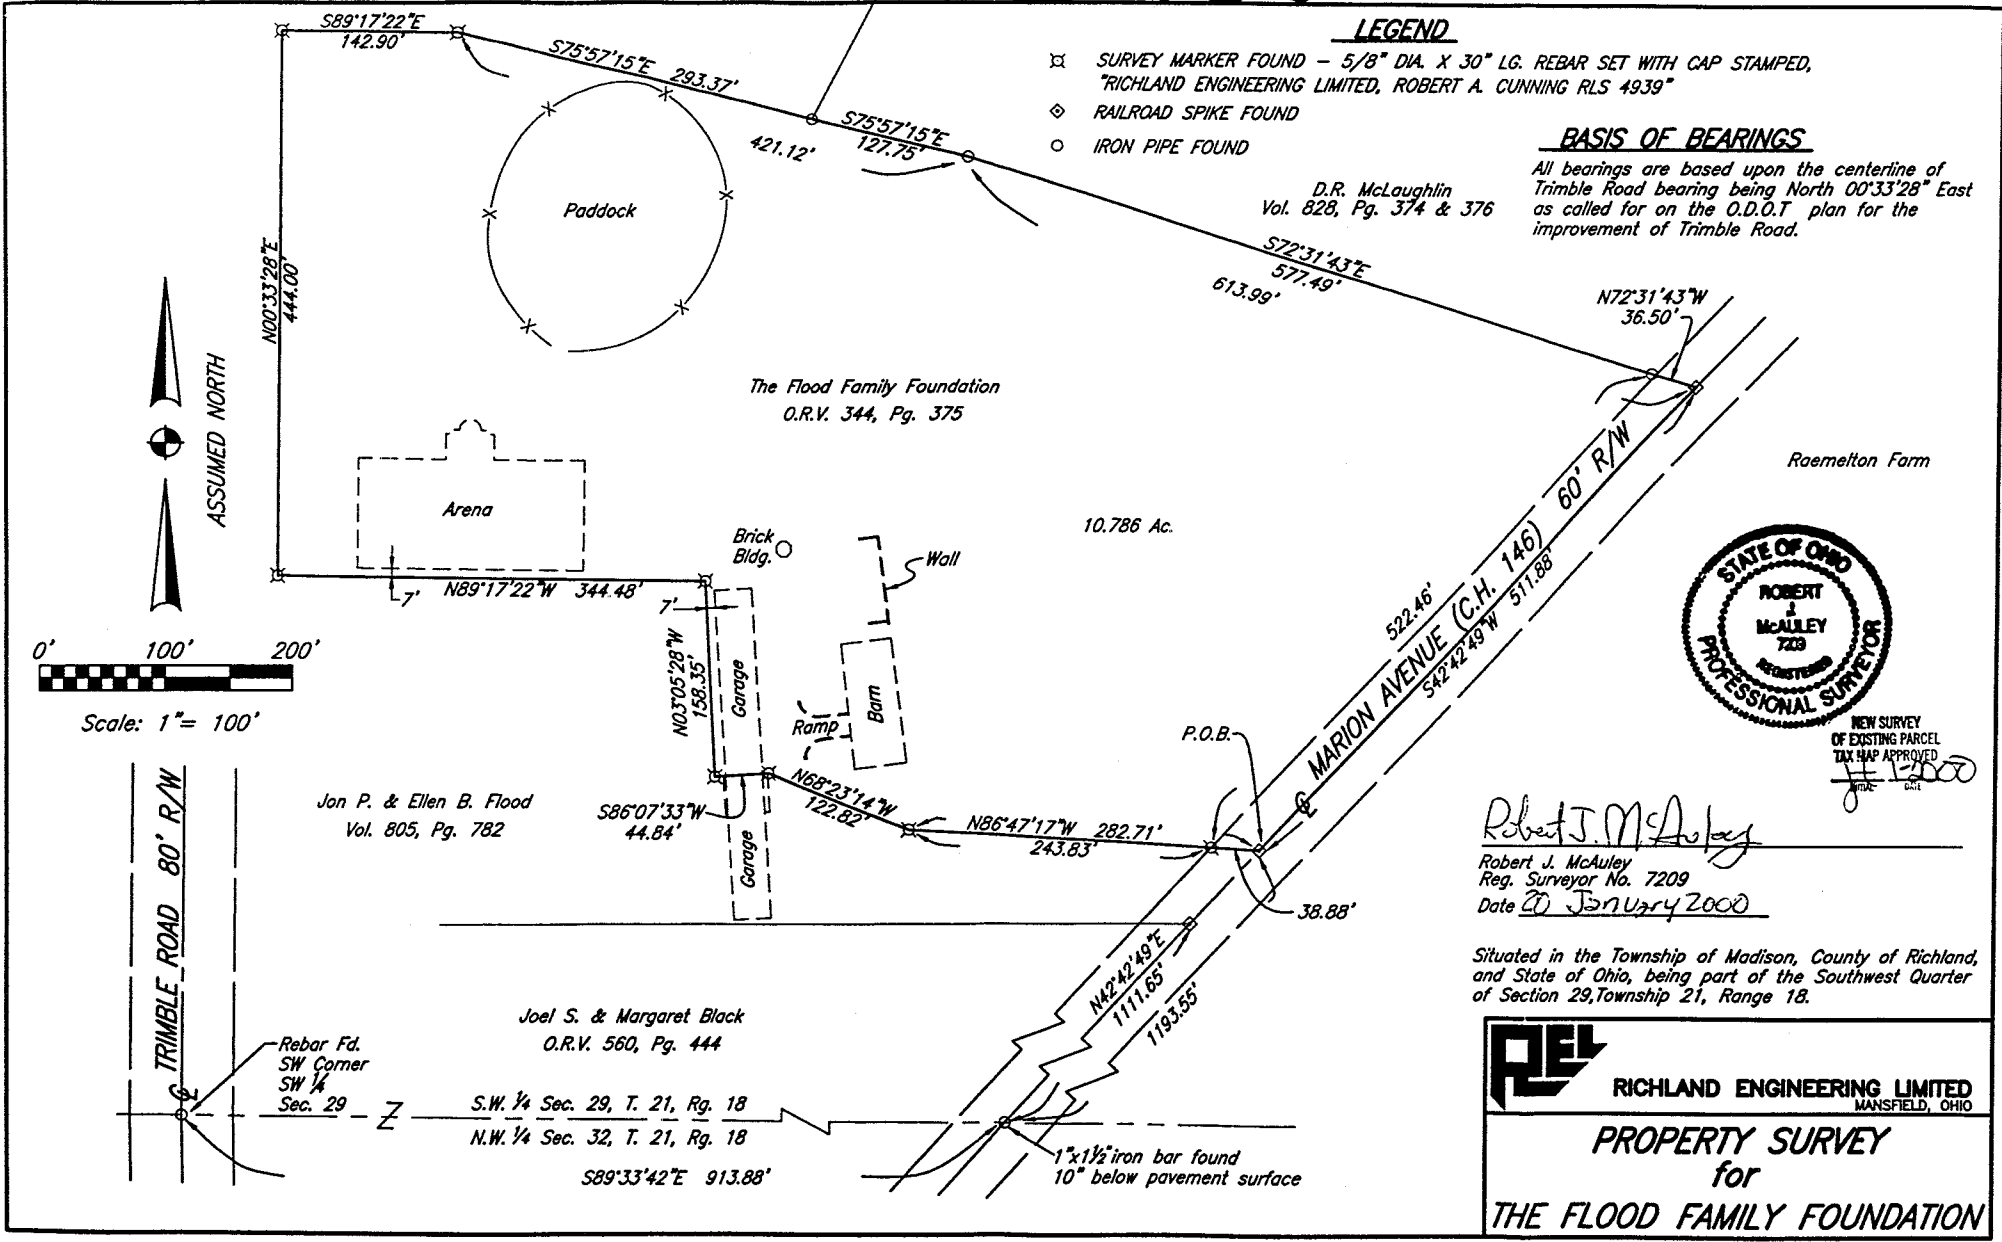 S89°17'22"E
142.90'
S75°57'15"E 293.37'
421.12'
S75°57'15"E
127.75'
LEGEND
SURVEY MARKER FOUND – 5/8" DIA. X 30" LG. REBAR SET WITH CAP STAMPED,
"RICHLAND ENGINEERING LIMITED, ROBERT A. CUNNING RLS 4939"
RAILROAD SPIKE FOUND
IRON PIPE FOUND
BASIS OF BEARINGS
All bearings are based upon the centerline of
Trimble Road bearing being North 00°33'28" East
as called for on the O.D.O.T plan for the
improvement of Trimble Road.
D.R. McLaughlin
Vol. 828, Pg. 374 & 376
S72°31'43"E
577.49'
613.99'
N72°31'43"W
36.50'
Paddock
N00°33'28"E
444.00'
ASSUMED NORTH
The Flood Family Foundation
O.R.V. 344, Pg. 375
Raemelton Farm
Arena
10.786 Ac.
Brick
Bldg.
Wall
N89°17'22"W 344.48'
7'
7'
Garage
N03°05'28"W
158.35'
Ramp
Barn
0' 100' 200'
Scale: 1"= 100'
522.46'
MARION AVENUE (C.H. 146) 60' R/W
S42°42'49"W 511.88'
STATE OF OHIO
ROBERT
J.
McAULEY
7209
REGISTERED
PROFESSIONAL SURVEYOR
NEW SURVEY
OF EXISTING PARCEL
TAX MAP APPROVED
INITIAL DATE
P.O.B.
Jon P. & Ellen B. Flood
Vol. 805, Pg. 782
S86°07'33"W
44.84'
N68°23'14"W
122.82'
N86°47'17"W 282.71'
243.83'
Garage
38.88'
Robert J. McAuley
Robert J. McAuley
Reg. Surveyor No. 7209
Date 20 January 2000
TRIMBLE ROAD 80' R/W
N42°42'49"E
1111.65'
1193.55'
Situated in the Township of Madison, County of Richland,
and State of Ohio, being part of the Southwest Quarter
of Section 29,Township 21, Range 18.
Joel S. & Margaret Black
O.R.V. 560, Pg. 444
Rebar Fd.
SW Corner
SW ¼
Sec. 29
S.W. ¼ Sec. 29, T. 21, Rg. 18
N.W. ¼ Sec. 32, T. 21, Rg. 18
S89°33'42"E 913.88'
1"x1½" iron bar found
10" below pavement surface
REL
RICHLAND ENGINEERING LIMITED
MANSFIELD, OHIO
PROPERTY SURVEY
for
THE FLOOD FAMILY FOUNDATION